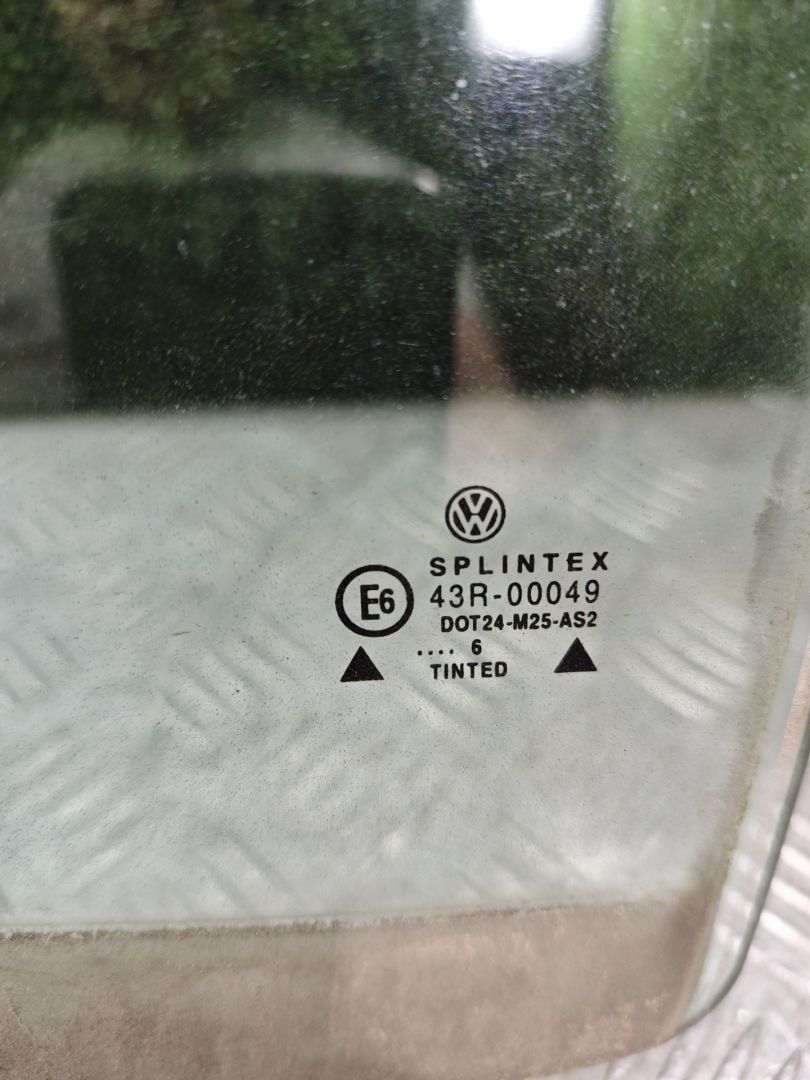 SPLINTEX
E6 43R-00049
DOT24-M25-AS2
.... 6
TINTED